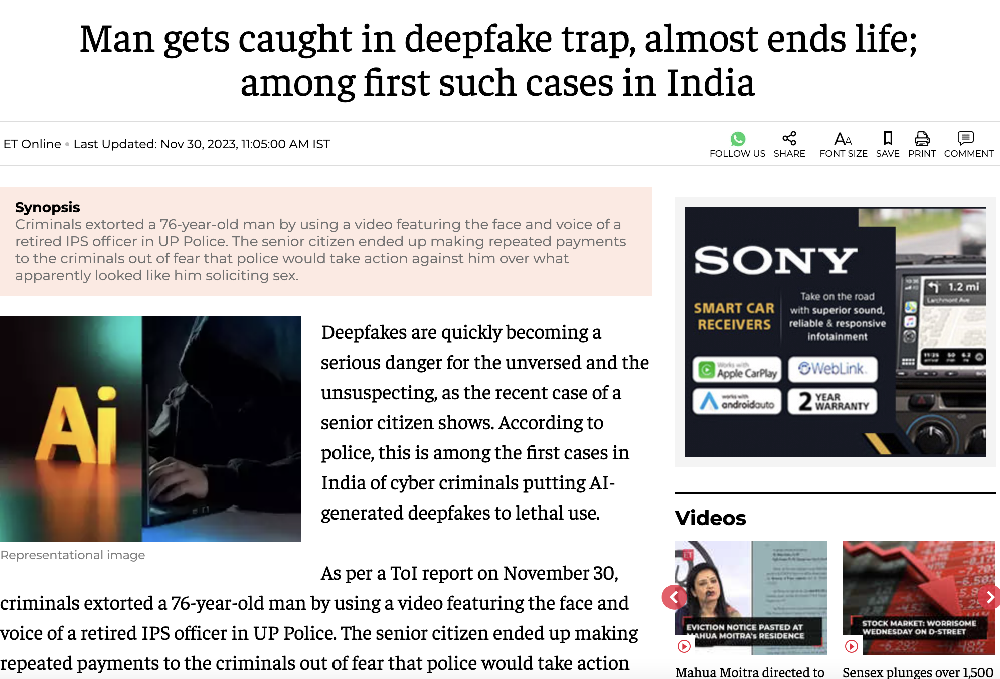 Man gets caught in deepfake trap, almost ends life;
among first such cases in India
ET Online • Last Updated: Nov 30, 2023, 11:05:00 AM IST
FOLLOW US
SHARE
FONT SIZE
SAVE
PRINT
COMMENT
Synopsis
Criminals extorted a 76-year-old man by using a video featuring the face and voice of a
retired IPS officer in UP Police. The senior citizen ended up making repeated payments
to the criminals out of fear that police would take action against him over what
apparently looked like him soliciting sex.
Ai
Representational image
Deepfakes are quickly becoming a
serious danger for the unversed and the
unsuspecting, as the recent case of a
senior citizen shows. According to
police, this is among the first cases in
India of cyber criminals putting AI-
generated deepfakes to lethal use.
As per a ToI report on November 30,
criminals extorted a 76-year-old man by using a video featuring the face and
voice of a retired IPS officer in UP Police. The senior citizen ended up making
repeated payments to the criminals out of fear that police would take action
SONY
SMART CAR
RECEIVERS
Take on the road
with superior sound,
reliable & responsive
infotainment
Works with
Apple CarPlay
WebLink
works with
androidauto
2 YEAR
WARRANTY
1.2 mi
Larchmont Ave
Videos
ET
EVICTION NOTICE PASTED AT
MAHUA MOITRA's RESIDENCE
Mahua Moitra directed to
STOCK MARKET: WORRISOME
WEDNESDAY ON D-STREET
Sensex plunges over 1,500